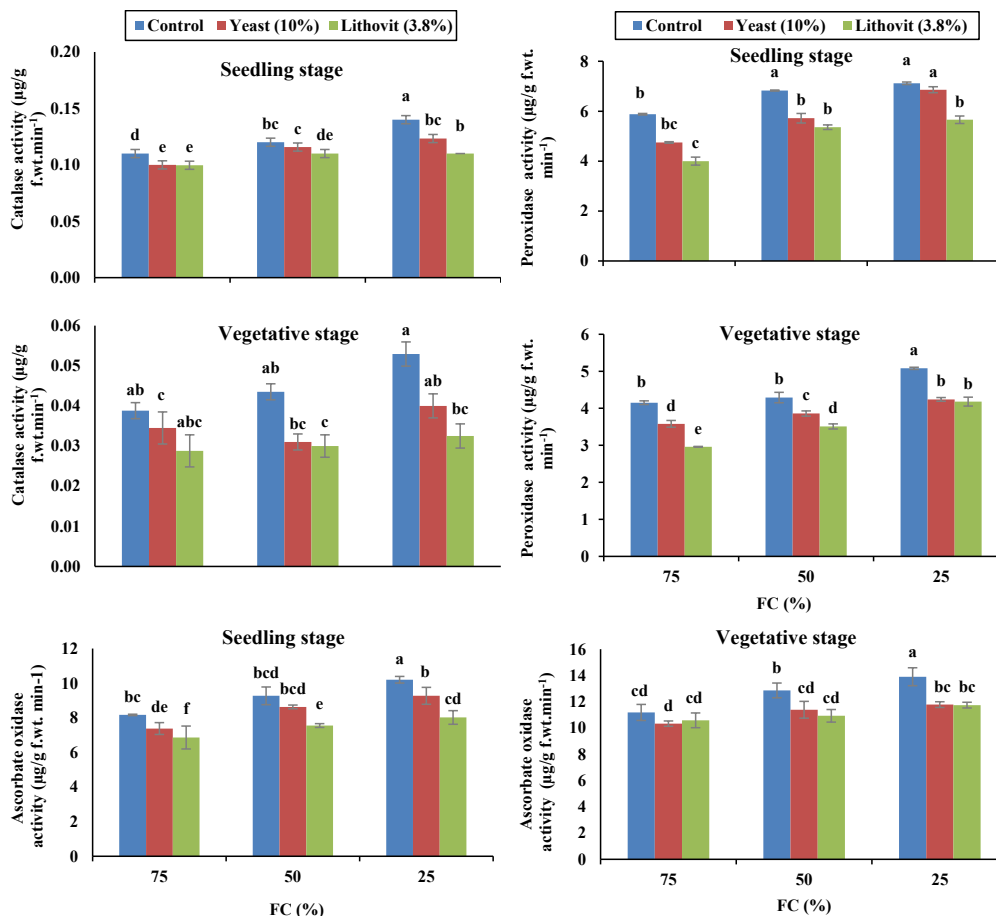 Control Yeast (10%) Lithovit (3.8%)
Seedling stage
Catalase activity (µg/g
f.wt.min-1)
0.20
0.15
0.10
0.05
0.00
d e e bc c de a bc b
Control Yeast (10%) Lithovit (3.8%)
Seedling stage
Peroxidase activity (µg/g f.wt.
min⁻¹)
8
6
4
2
0
b bc c a b b a a b
Vegetative stage
Catalase activity (µg/g
f.wt.min⁻¹)
0.06
0.05
0.04
0.03
0.02
0.01
0.00
ab c abc ab bc c a ab bc
Vegetative stage
Peroxidase activity (µg/g f.wt.
min⁻¹)
6
5
4
3
2
1
0
b d e b c d a b b
75 50 25
FC (%)
Seedling stage
Ascorbate oxidase
activity (µg/g f.wt. min-1)
12
10
8
6
4
2
0
bc de f bcd bcd e a b cd
75 50 25
FC (%)
Vegetative stage
Ascorbate oxidase
activity (µg/g f.wt.min⁻¹)
16
14
12
10
8
6
4
2
0
cd d cd b cd cd a bc bc
75 50 25
FC (%)